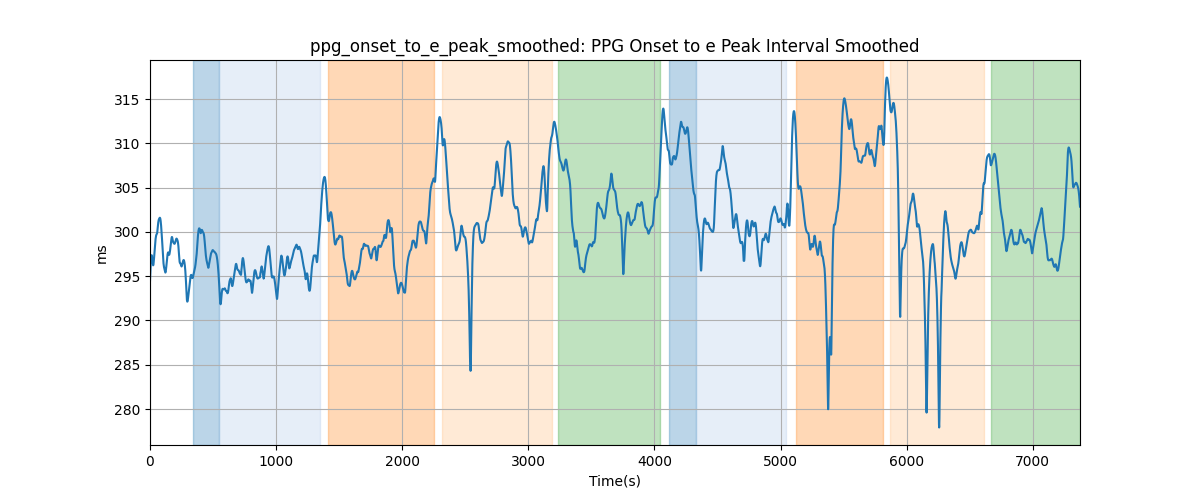 ppg_onset_to_e_peak_smoothed: PPG Onset to e Peak Interval Smoothed
315
310
305
300
295
290
285
280
ms
0 1000 2000 3000 4000 5000 6000 7000
Time(s)